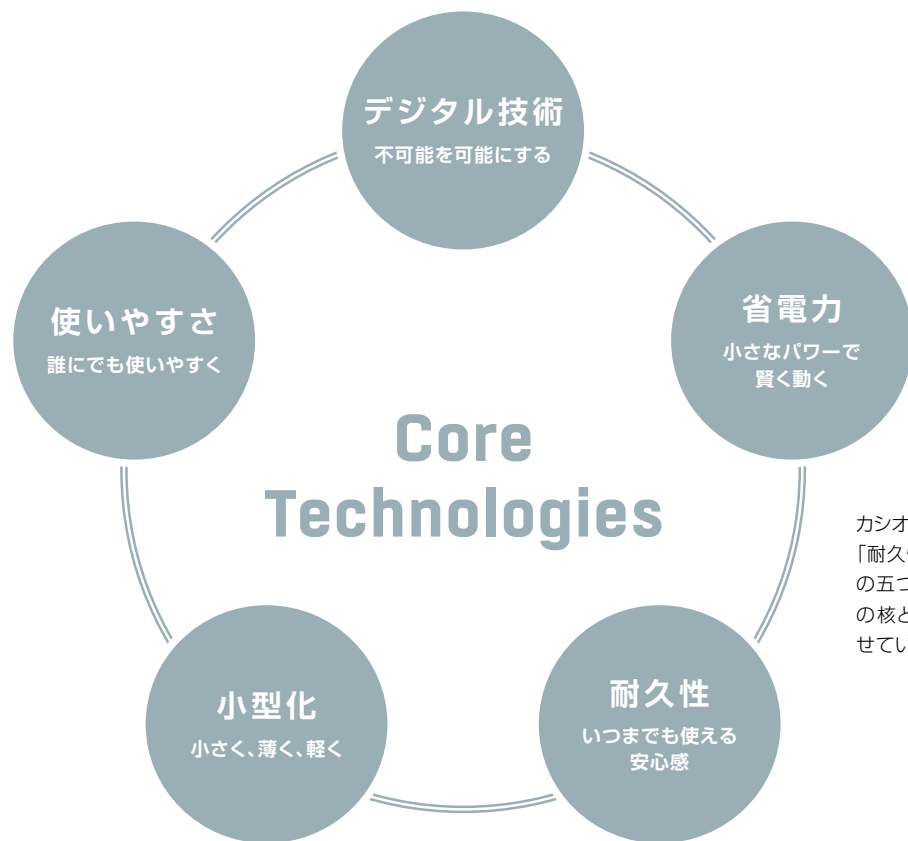 デジタル技術
不可能を可能にする
使いやすさ
誰にでも使いやすく
省電力
小さなパワーで
賢く動く
Core
Technologies
小型化
小さく、薄く、軽く
耐久性
いつまでも使える
安心感
カシオ
「耐久
の五つ
の核と
せてい